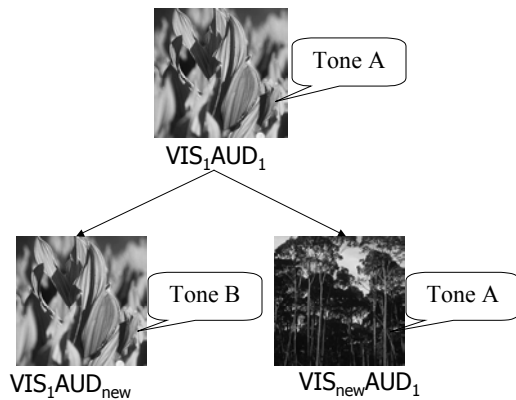 Tone A
VIS₁AUD₁
Tone B
Tone A
VIS₁AUDₙₑw
VISₙₑwAUD₁